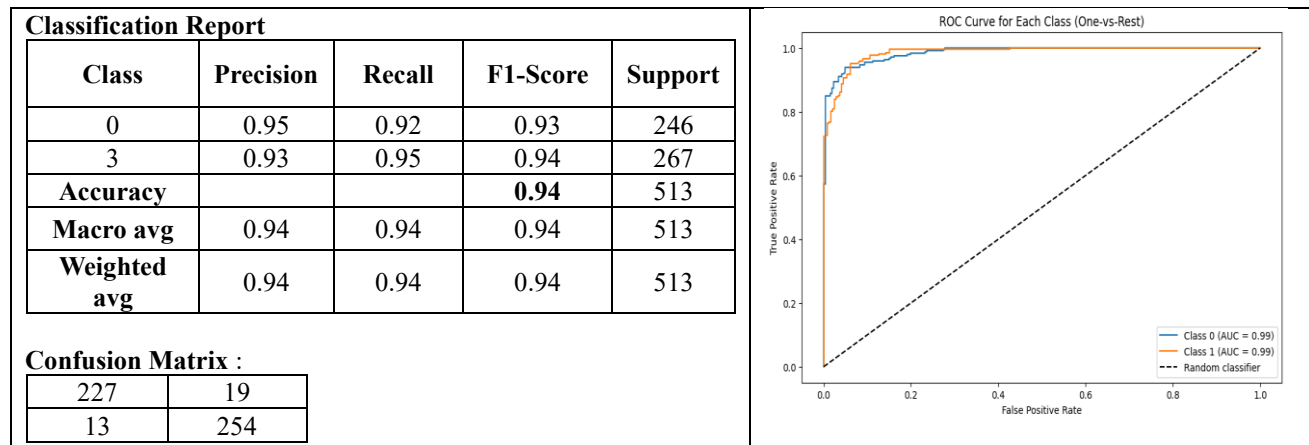 Classification Report
Class Precision Recall F1-Score Support
0 0.95 0.92 0.93 246
3 0.93 0.95 0.94 267
Accuracy 0.94 513
Macro avg 0.94 0.94 0.94 513
Weighted
avg 0.94 0.94 0.94 513
Confusion Matrix :
227 19
13 254
ROC Curve for Each Class (One-vs-Rest)
True Positive Rate
1.0
0.8
0.6
0.4
0.2
0.0
Class 0 (AUC = 0.99)
Class 1 (AUC = 0.99)
Random classifier
0.0 0.2 0.4 0.6 0.8 1.0
False Positive Rate